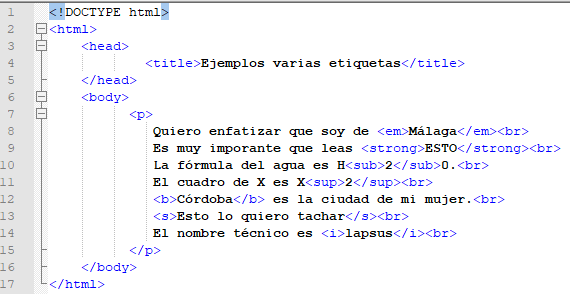 1 <!DOCTYPE html>
2 <html>
3 <head>
4 <title>Ejemplos varias etiquetas</title>
5 </head>
6 <body>
7 <p>
8 Quiero enfatizar que soy de <em>Málaga</em><br>
9 Es muy imporante que leas <strong>ESTO</strong><br>
10 La fórmula del agua es H<sub>2</sub>0.<br>
11 El cuadro de X es X<sup>2</sup><br>
12 <b>Córdoba</b> es la ciudad de mi mujer.<br>
13 <s>Esto lo quiero tachar</s><br>
14 El nombre técnico es <i>lapsus</i><br>
15 </p>
16 </body>
17 </html>